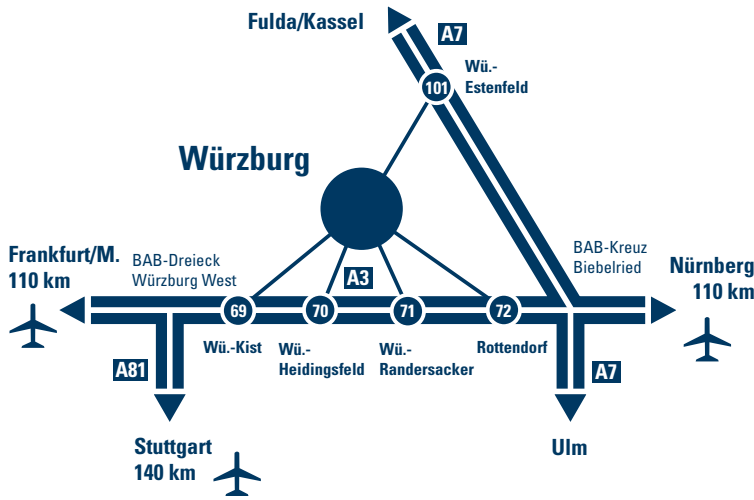 Fulda/Kassel
A7
Wü.-
Estenfeld
101
Würzburg
Frankfurt/M.
110 km
BAB-Dreieck
Würzburg West
A3
BAB-Kreuz
Biebelried
Nürnberg
110 km
69
70
71
72
Wü.-Kist
Wü.-
Heidingsfeld
Wü.-
Randersacker
Rottendorf
A81
A7
Stuttgart
140 km
Ulm